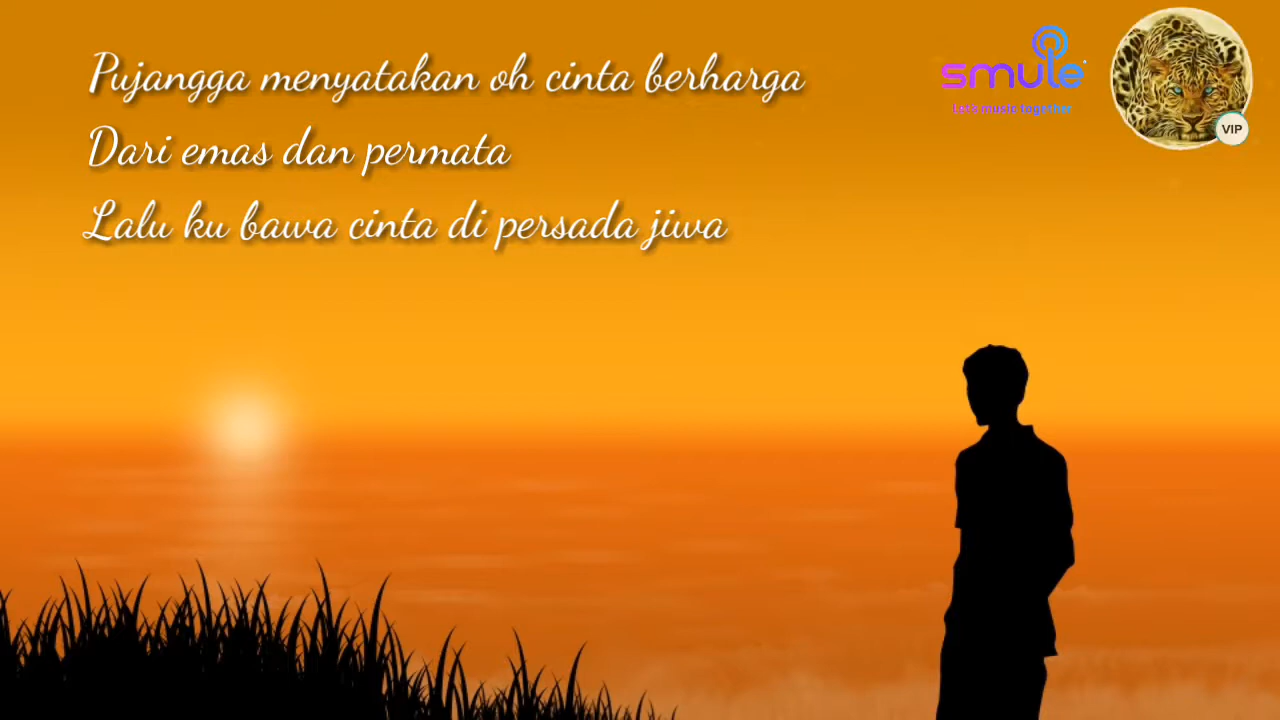 Pujangga menyatakan oh cinta berharga
Dari emas dan permata
Lalu ku bawa cinta di persada jiwa
smule
Let's music together
VIP